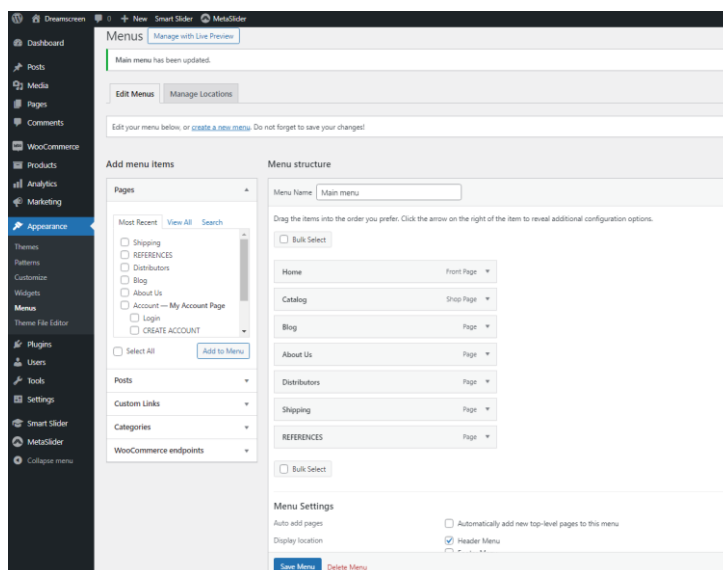 Dreamscreen 0 New Smart Slider MetaSlider
Dashboard
Posts
Media
Pages
Comments
WooCommerce
Products
Analytics
Marketing
Appearance
Themes
Patterns
Customize
Widgets
Menus
Theme File Editor
Plugins
Users
Tools
Settings
Smart Slider
MetaSlider
Collapse menu
Menus Manage with Live Preview
Main menu has been updated.
Edit Menus Manage Locations
Edit your menu below, or create a new menu. Do not forget to save your changes!
Add menu items
Pages
Most Recent View All Search
Shipping
REFERENCES
Distributors
Blog
About Us
Account — My Account Page
Login
CREATE ACCOUNT
Select All Add to Menu
Posts
Custom Links
Categories
WooCommerce endpoints
Menu structure
Menu Name Main menu
Drag the items into the order you prefer. Click the arrow on the right of the item to reveal additional configuration options.
Bulk Select
Home Front Page
Catalog Shop Page
Blog Page
About Us Page
Distributors Page
Shipping Page
REFERENCES Page
Bulk Select
Menu Settings
Auto add pages Automatically add new top-level pages to this menu
Display location Header Menu
Save Menu Delete Menu